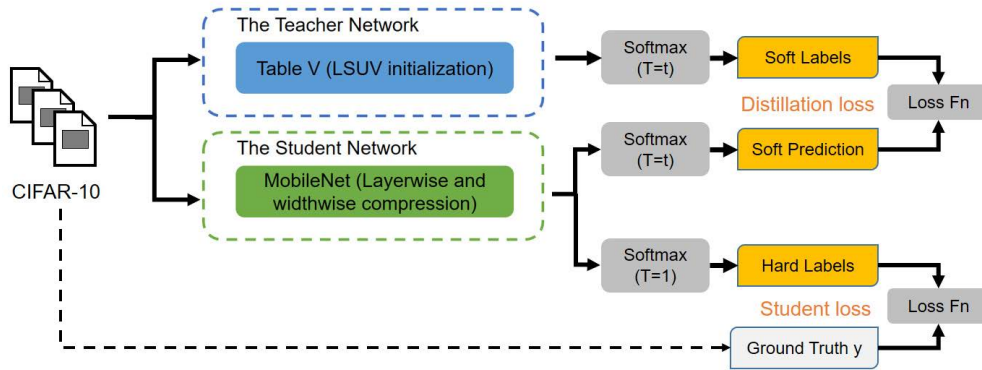 The Teacher Network
Table V (LSUV initialization)
Softmax
(T=t)
Soft Labels
Distillation loss
Loss Fn
CIFAR-10
The Student Network
MobileNet (Layerwise and
widthwise compression)
Softmax
(T=t)
Soft Prediction
Softmax
(T=1)
Hard Labels
Student loss
Loss Fn
Ground Truth y